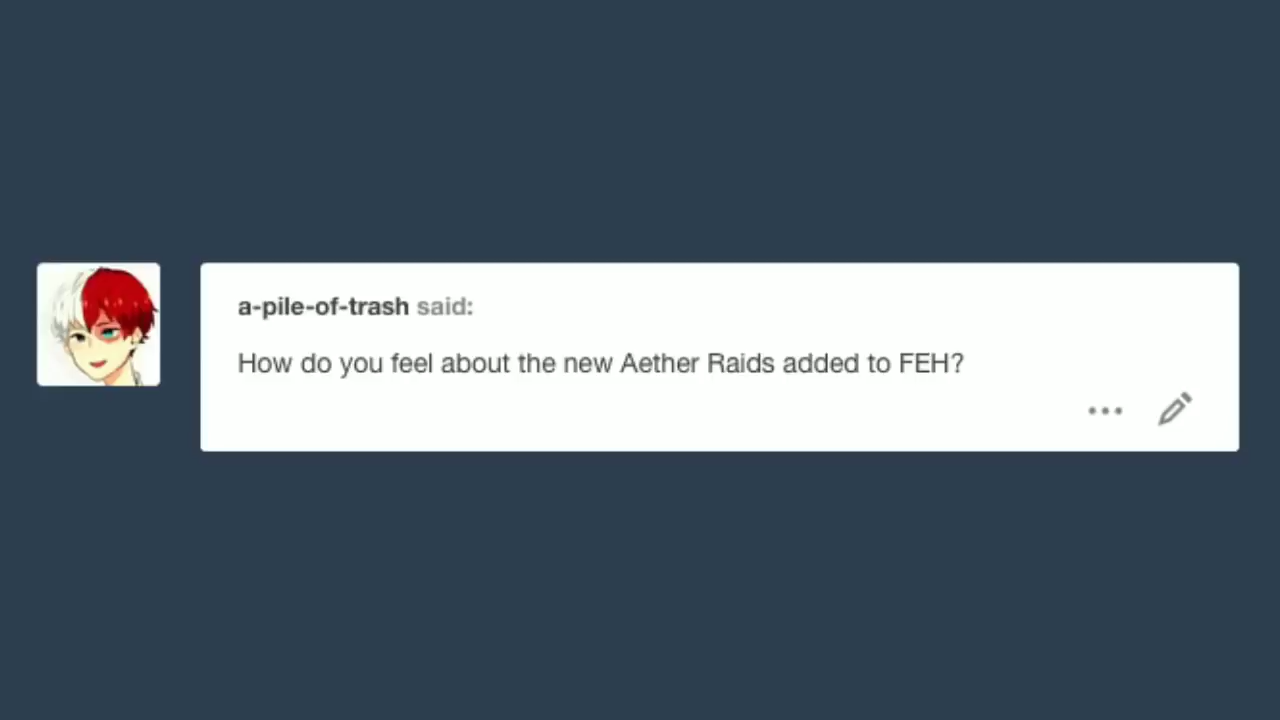 a-pile-of-trash said:
How do you feel about the new Aether Raids added to FEH?